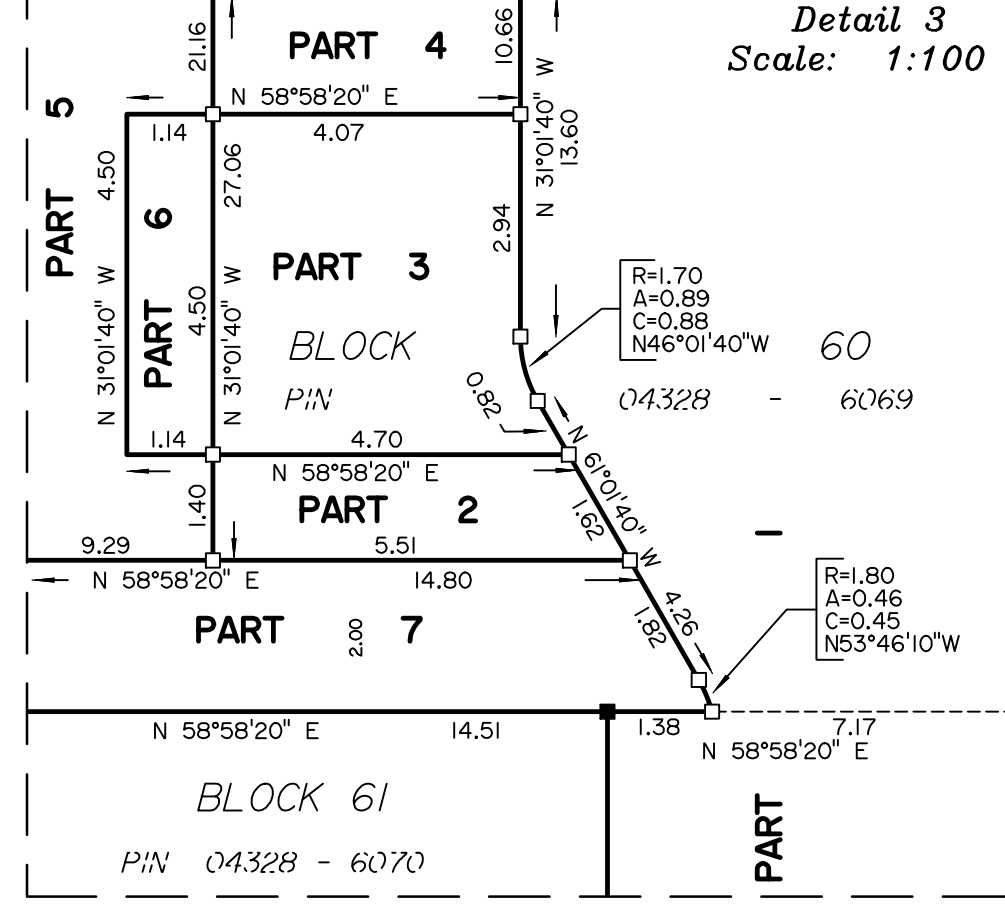 Detail 3
Scale: 1:100
21.16
PART 4
10.66
N 58°58'20" E
1.14
4.07
N 31°01'40" W
13.60
PART 5
4.50
N 31°01'40" W
PART 6
27.06
4.50
N 31°01'40" W
2.94
PART 3
BLOCK 60
PIN 04328 - 6069
R=1.70
A=0.89
C=0.88
N46°01'40"W
0.82
1.14
4.70
N 58°58'20" E
N 61°01'40" W
1.40
PART 2
1.62
9.29
5.51
N 58°58'20" E
14.80
4.26
1.82
R=1.80
A=0.46
C=0.45
N53°46'10"W
PART 7
2.00
N 58°58'20" E
14.51
1.38
7.17
N 58°58'20" E
BLOCK 61
PIN 04328 - 6070
PART 1